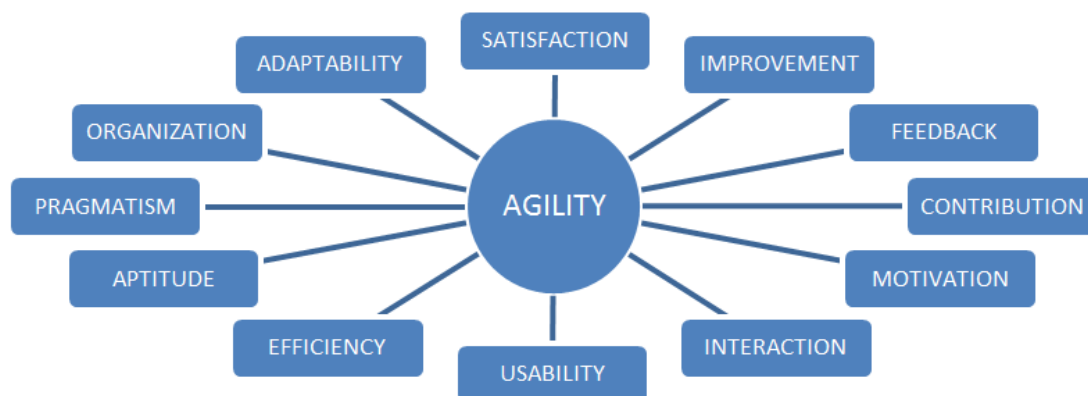 SATISFACTION
ADAPTABILITY
IMPROVEMENT
ORGANIZATION
FEEDBACK
PRAGMATISM
AGILITY
CONTRIBUTION
APTITUDE
MOTIVATION
EFFICIENCY
INTERACTION
USABILITY